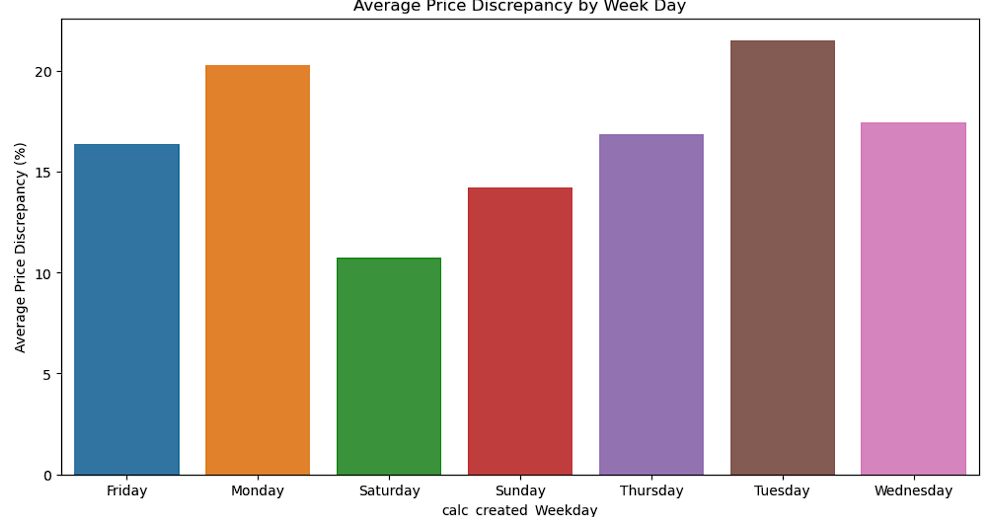 Average Price Discrepancy by Week Day
Average Price Discrepancy (%)
20
15
10
5
0
Friday Monday Saturday Sunday Thursday Tuesday Wednesday
calc_created_Weekday